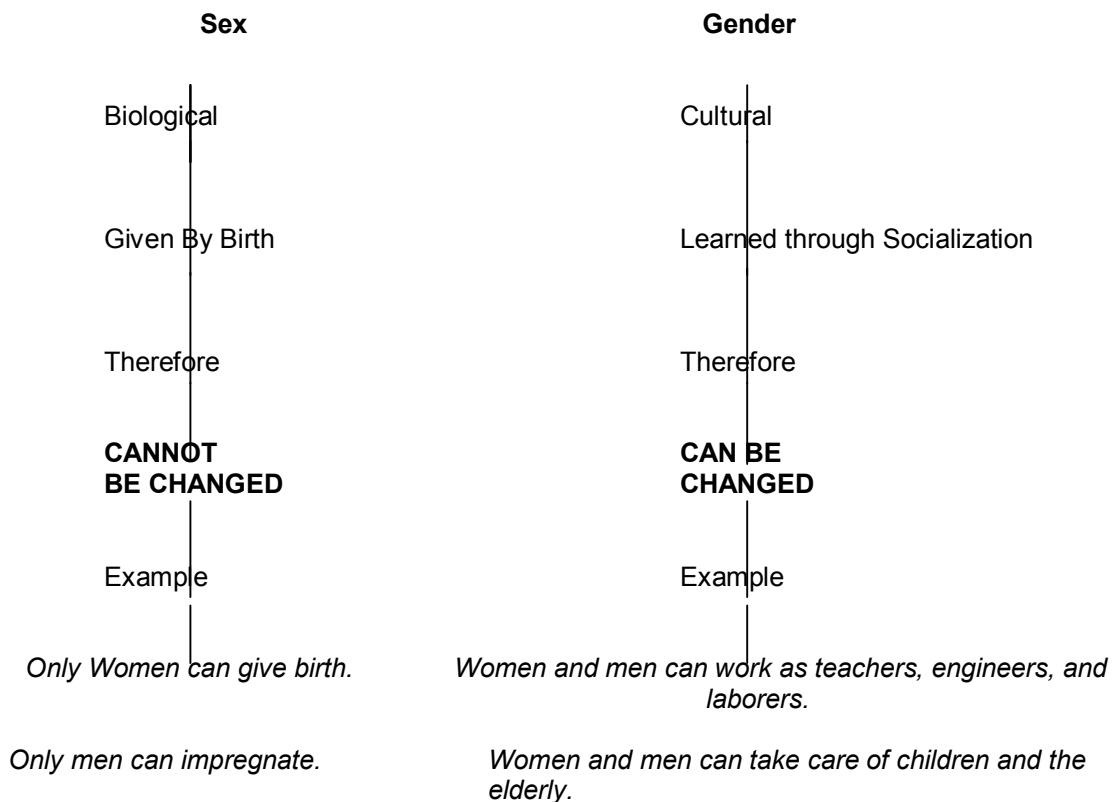 Sex
Gender
Biological
Cultural
Given By Birth
Learned through Socialization
Therefore
Therefore
CANNOT
BE CHANGED
CAN BE
CHANGED
Example
Example
Only Women can give birth.
Women and men can work as teachers, engineers, and
laborers.
Only men can impregnate.
Women and men can take care of children and the
elderly.